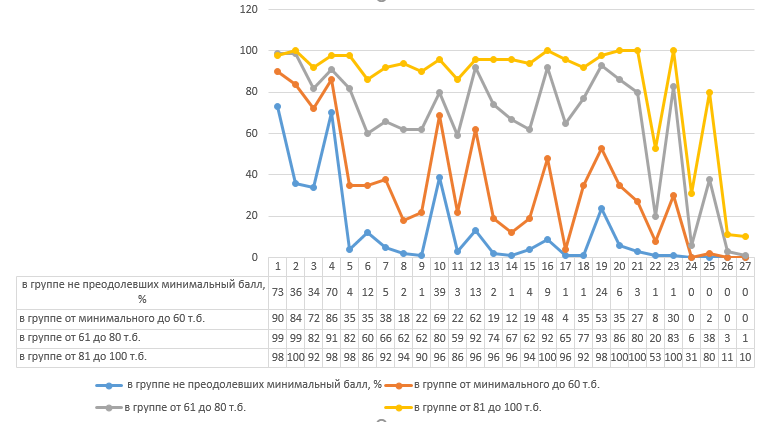 120
100
80
60
40
20
0
1 2 3 4 5 6 7 8 9 10 11 12 13 14 15 16 17 18 19 20 21 22 23 24 25 26 27
в группе не преодолевших минимальный балл, % 73 36 34 70 4 12 5 2 1 39 3 13 2 1 4 9 1 1 24 6 3 1 1 0 0 0 0
в группе от минимального до 60 т.б. 90 84 72 86 35 35 38 18 22 69 22 62 19 12 19 48 4 35 53 35 27 8 30 0 2 0 0
в группе от 61 до 80 т.б. 99 99 82 91 82 60 66 62 62 80 59 92 74 67 62 92 65 77 93 86 80 20 83 6 38 3 1
в группе от 81 до 100 т.б. 98 100 92 98 98 86 92 94 90 96 86 96 96 96 94 100 96 92 98 100 100 53 100 31 80 11 10
в группе не преодолевших минимальный балл, % в группе от минимального до 60 т.б.
в группе от 61 до 80 т.б. в группе от 81 до 100 т.б.